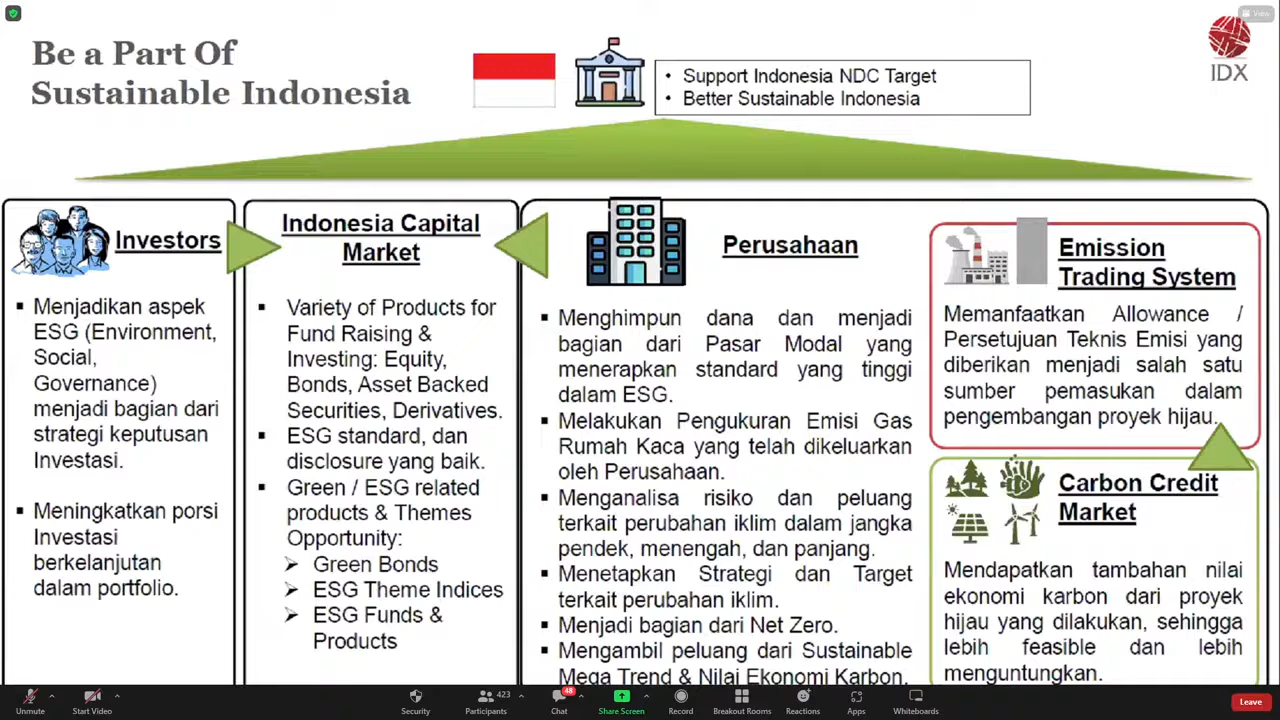 View
Be a Part Of
Sustainable Indonesia
• Support Indonesia NDC Target
• Better Sustainable Indonesia
IDX
Investors
▪ Menjadikan aspek
ESG (Environment,
Social,
Governance)
menjadi bagian dari
strategi keputusan
Investasi.
▪ Meningkatkan porsi
Investasi
berkelanjutan
dalam portfolio.
Indonesia Capital
Market
▪ Variety of Products for
Fund Raising &
Investing: Equity,
Bonds, Asset Backed
Securities, Derivatives.
▪ ESG standard, dan
disclosure yang baik.
▪ Green / ESG related
products & Themes
Opportunity:
➢ Green Bonds
➢ ESG Theme Indices
➢ ESG Funds &
Products
Perusahaan
▪ Menghimpun dana dan menjadi
bagian dari Pasar Modal yang
menerapkan standard yang tinggi
dalam ESG.
▪ Melakukan Pengukuran Emisi Gas
Rumah Kaca yang telah dikeluarkan
oleh Perusahaan.
▪ Menganalisa risiko dan peluang
terkait perubahan iklim dalam jangka
pendek, menengah, dan panjang.
▪ Menetapkan Strategi dan Target
terkait perubahan iklim.
▪ Menjadi bagian dari Net Zero.
▪ Mengambil peluang dari Sustainable
Mega Trend & Nilai Ekonomi Karbon.
Emission
Trading System
Memanfaatkan Allowance /
Persetujuan Teknis Emisi yang
diberikan menjadi salah satu
sumber pemasukan dalam
pengembangan proyek hijau.
Carbon Credit
Market
Mendapatkan tambahan nilai
ekonomi karbon dari proyek
hijau yang dilakukan, sehingga
lebih feasible dan lebih
menguntungkan.
Unmute
Start Video
Security
Participants
423
Chat
48
Share Screen
Record
Breakout Rooms
Reactions
Apps
Whiteboards
Leave